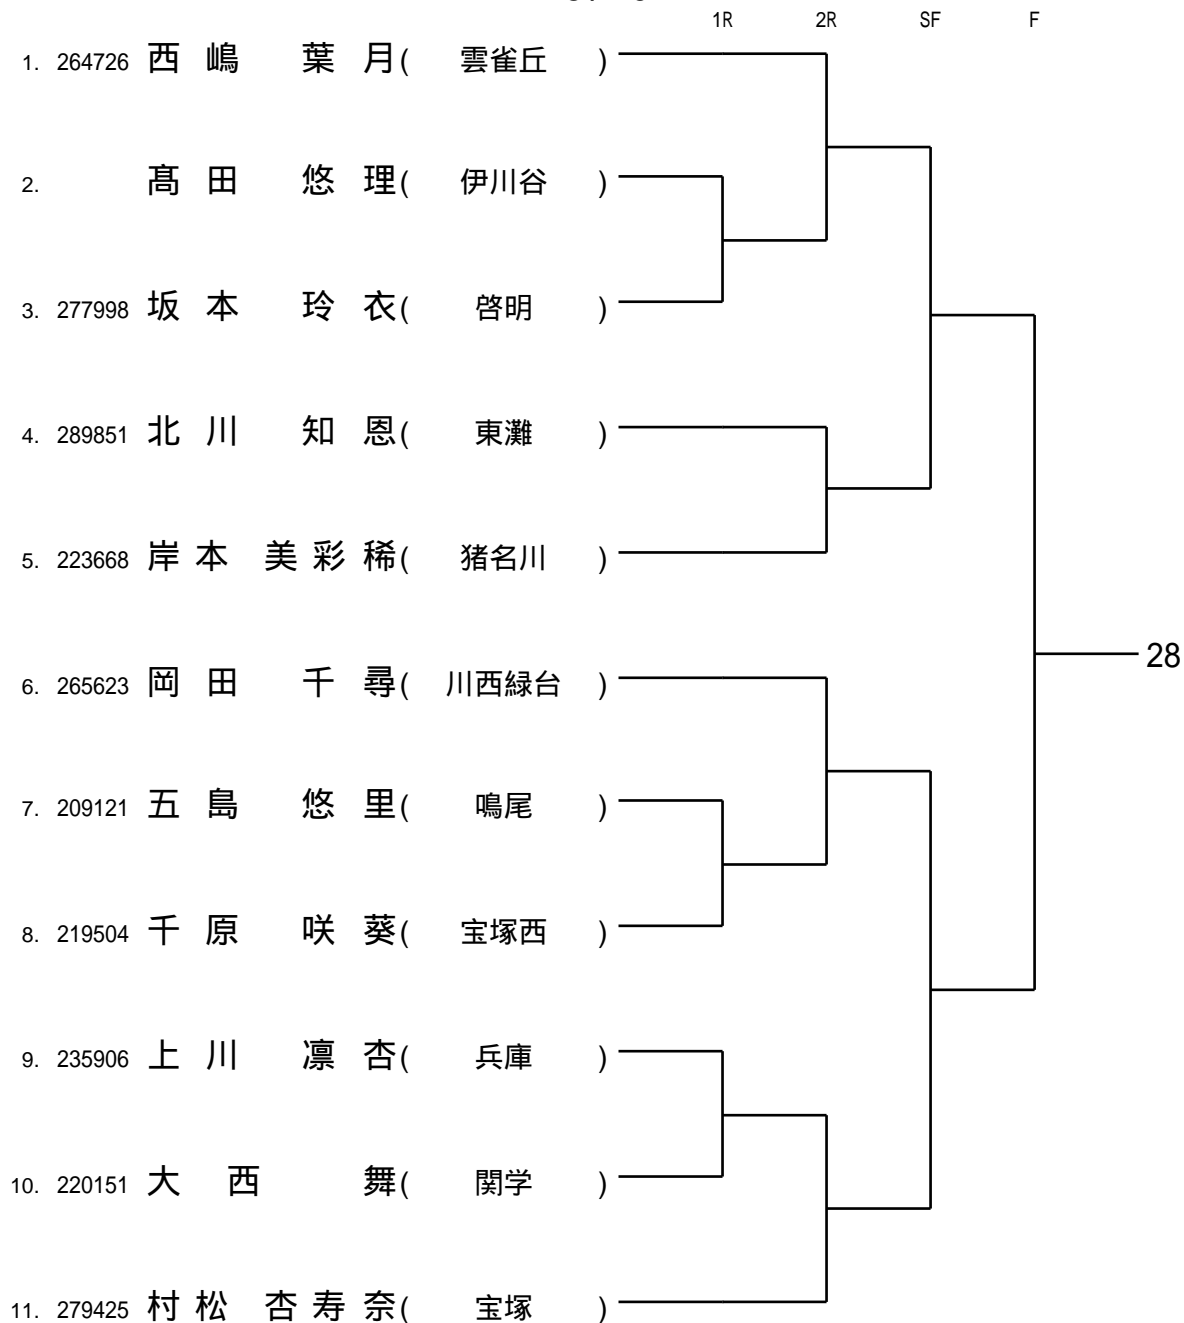 1R 2R SF F
1. 264726 西嶋 葉月( 雲雀丘 )
2. 髙田 悠理( 伊川谷 )
3. 277998 坂本 玲衣( 啓明 )
4. 289851 北川 知恩( 東灘 )
5. 223668 岸本 美彩稀( 猪名川 )
28
6. 265623 岡田 千尋( 川西緑台 )
7. 209121 五島 悠里( 鳴尾 )
8. 219504 千原 咲葵( 宝塚西 )
9. 235906 上川 凛杏( 兵庫 )
10. 220151 大西 舞( 関学 )
11. 279425 村松 杏寿奈( 宝塚 )